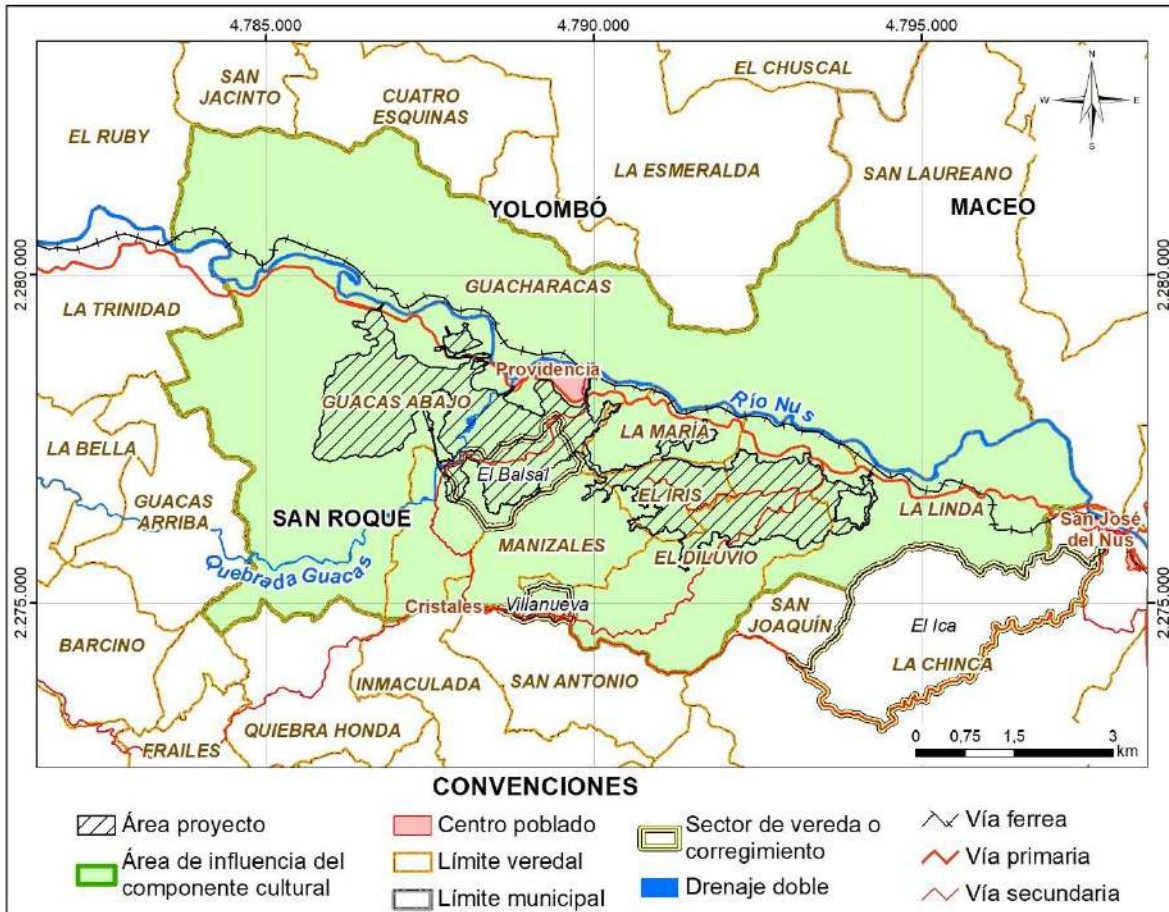 4.785.000
4.790.000
4.795.000
SAN
JACINTO
CUATRO
ESQUINAS
EL CHUSCAL
N
W
E
S
EL RUBY
LA ESMERALDA
SAN LAUREANO
YOLOMBÓ
MACEO
2.280.000
2.280.000
LA TRINIDAD
GUACHARACAS
Providencia
GUACAS ABAJO
Río Nus
LA MARÍA
LA BELLA
El Balsal
GUACAS
ARRIBA
EL IRIS
SAN ROQUE
LA LINDA
San José
del Nus
MANIZALES
EL DILUVIO
Quebrada Guacas
2.275.000
2.275.000
Cristales
Villanueva
SAN
JOAQUÍN
El Ica
BARCINO
LA CHINCA
INMACULADA
SAN ANTONIO
QUIEBRA HONDA
FRAILES
0 0,75 1,5 3
km
CONVENCIONES
Área proyecto
Área de influencia del
componente cultural
Centro poblado
Límite veredal
Límite municipal
Sector de vereda o
corregimiento
Drenaje doble
Vía ferrea
Vía primaria
Vía secundaria